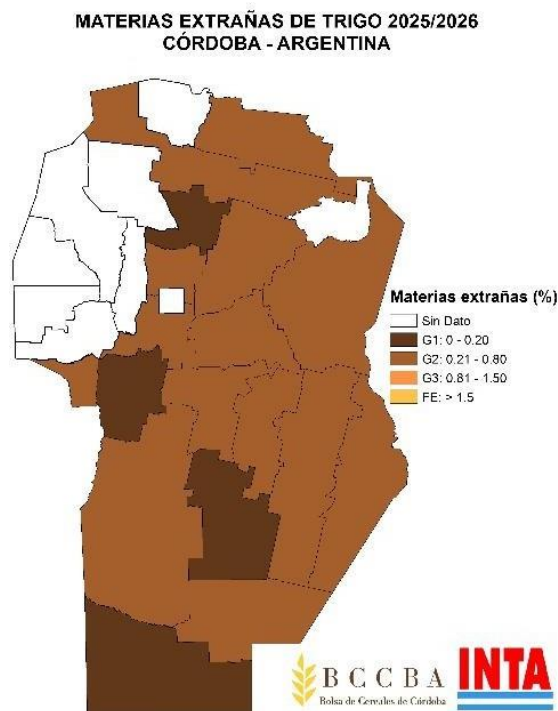 MATERIAS EXTRAÑAS DE TRIGO 2025/2026
CÓRDOBA - ARGENTINA
Materias extrañas (%)
Sin Dato
G1: 0 - 0.20
G2: 0.21 - 0.80
G3: 0.81 - 1.50
FE: > 1.5
BCCBA
Bolsa de Cereales de Córdoba
INTA